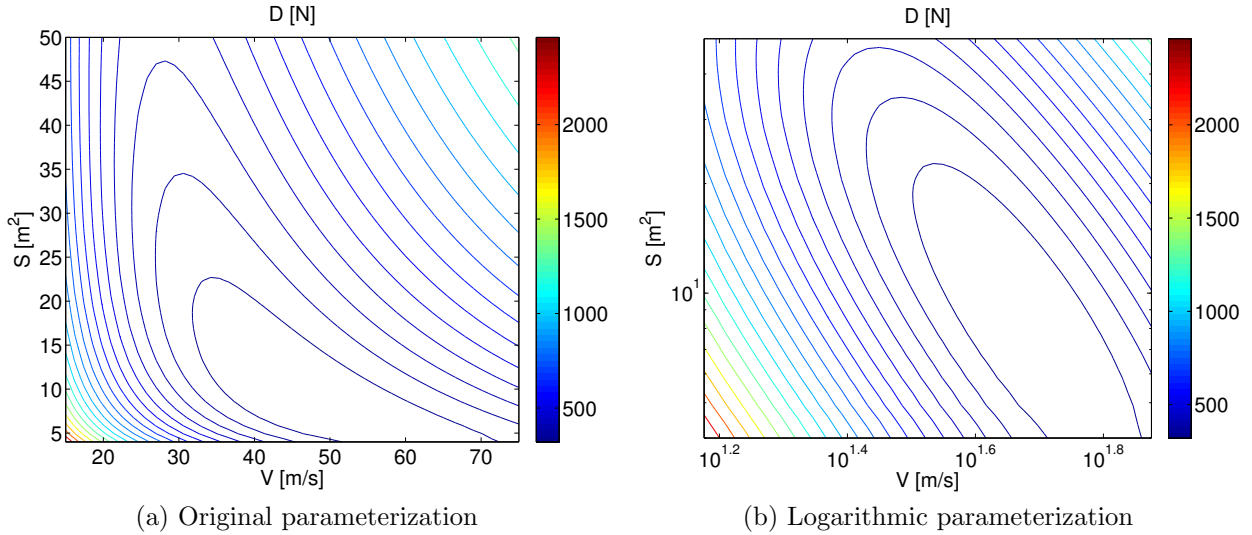 D [N]
50
45
40
35
30
25
20
15
10
5
S [m²]
20 30 40 50 60 70
V [m/s]
2000
1500
1000
500
(a) Original parameterization
D [N]
S [m²]
10¹
10^1.2 10^1.4 10^1.6 10^1.8
V [m/s]
2000
1500
1000
500
(b) Logarithmic parameterization